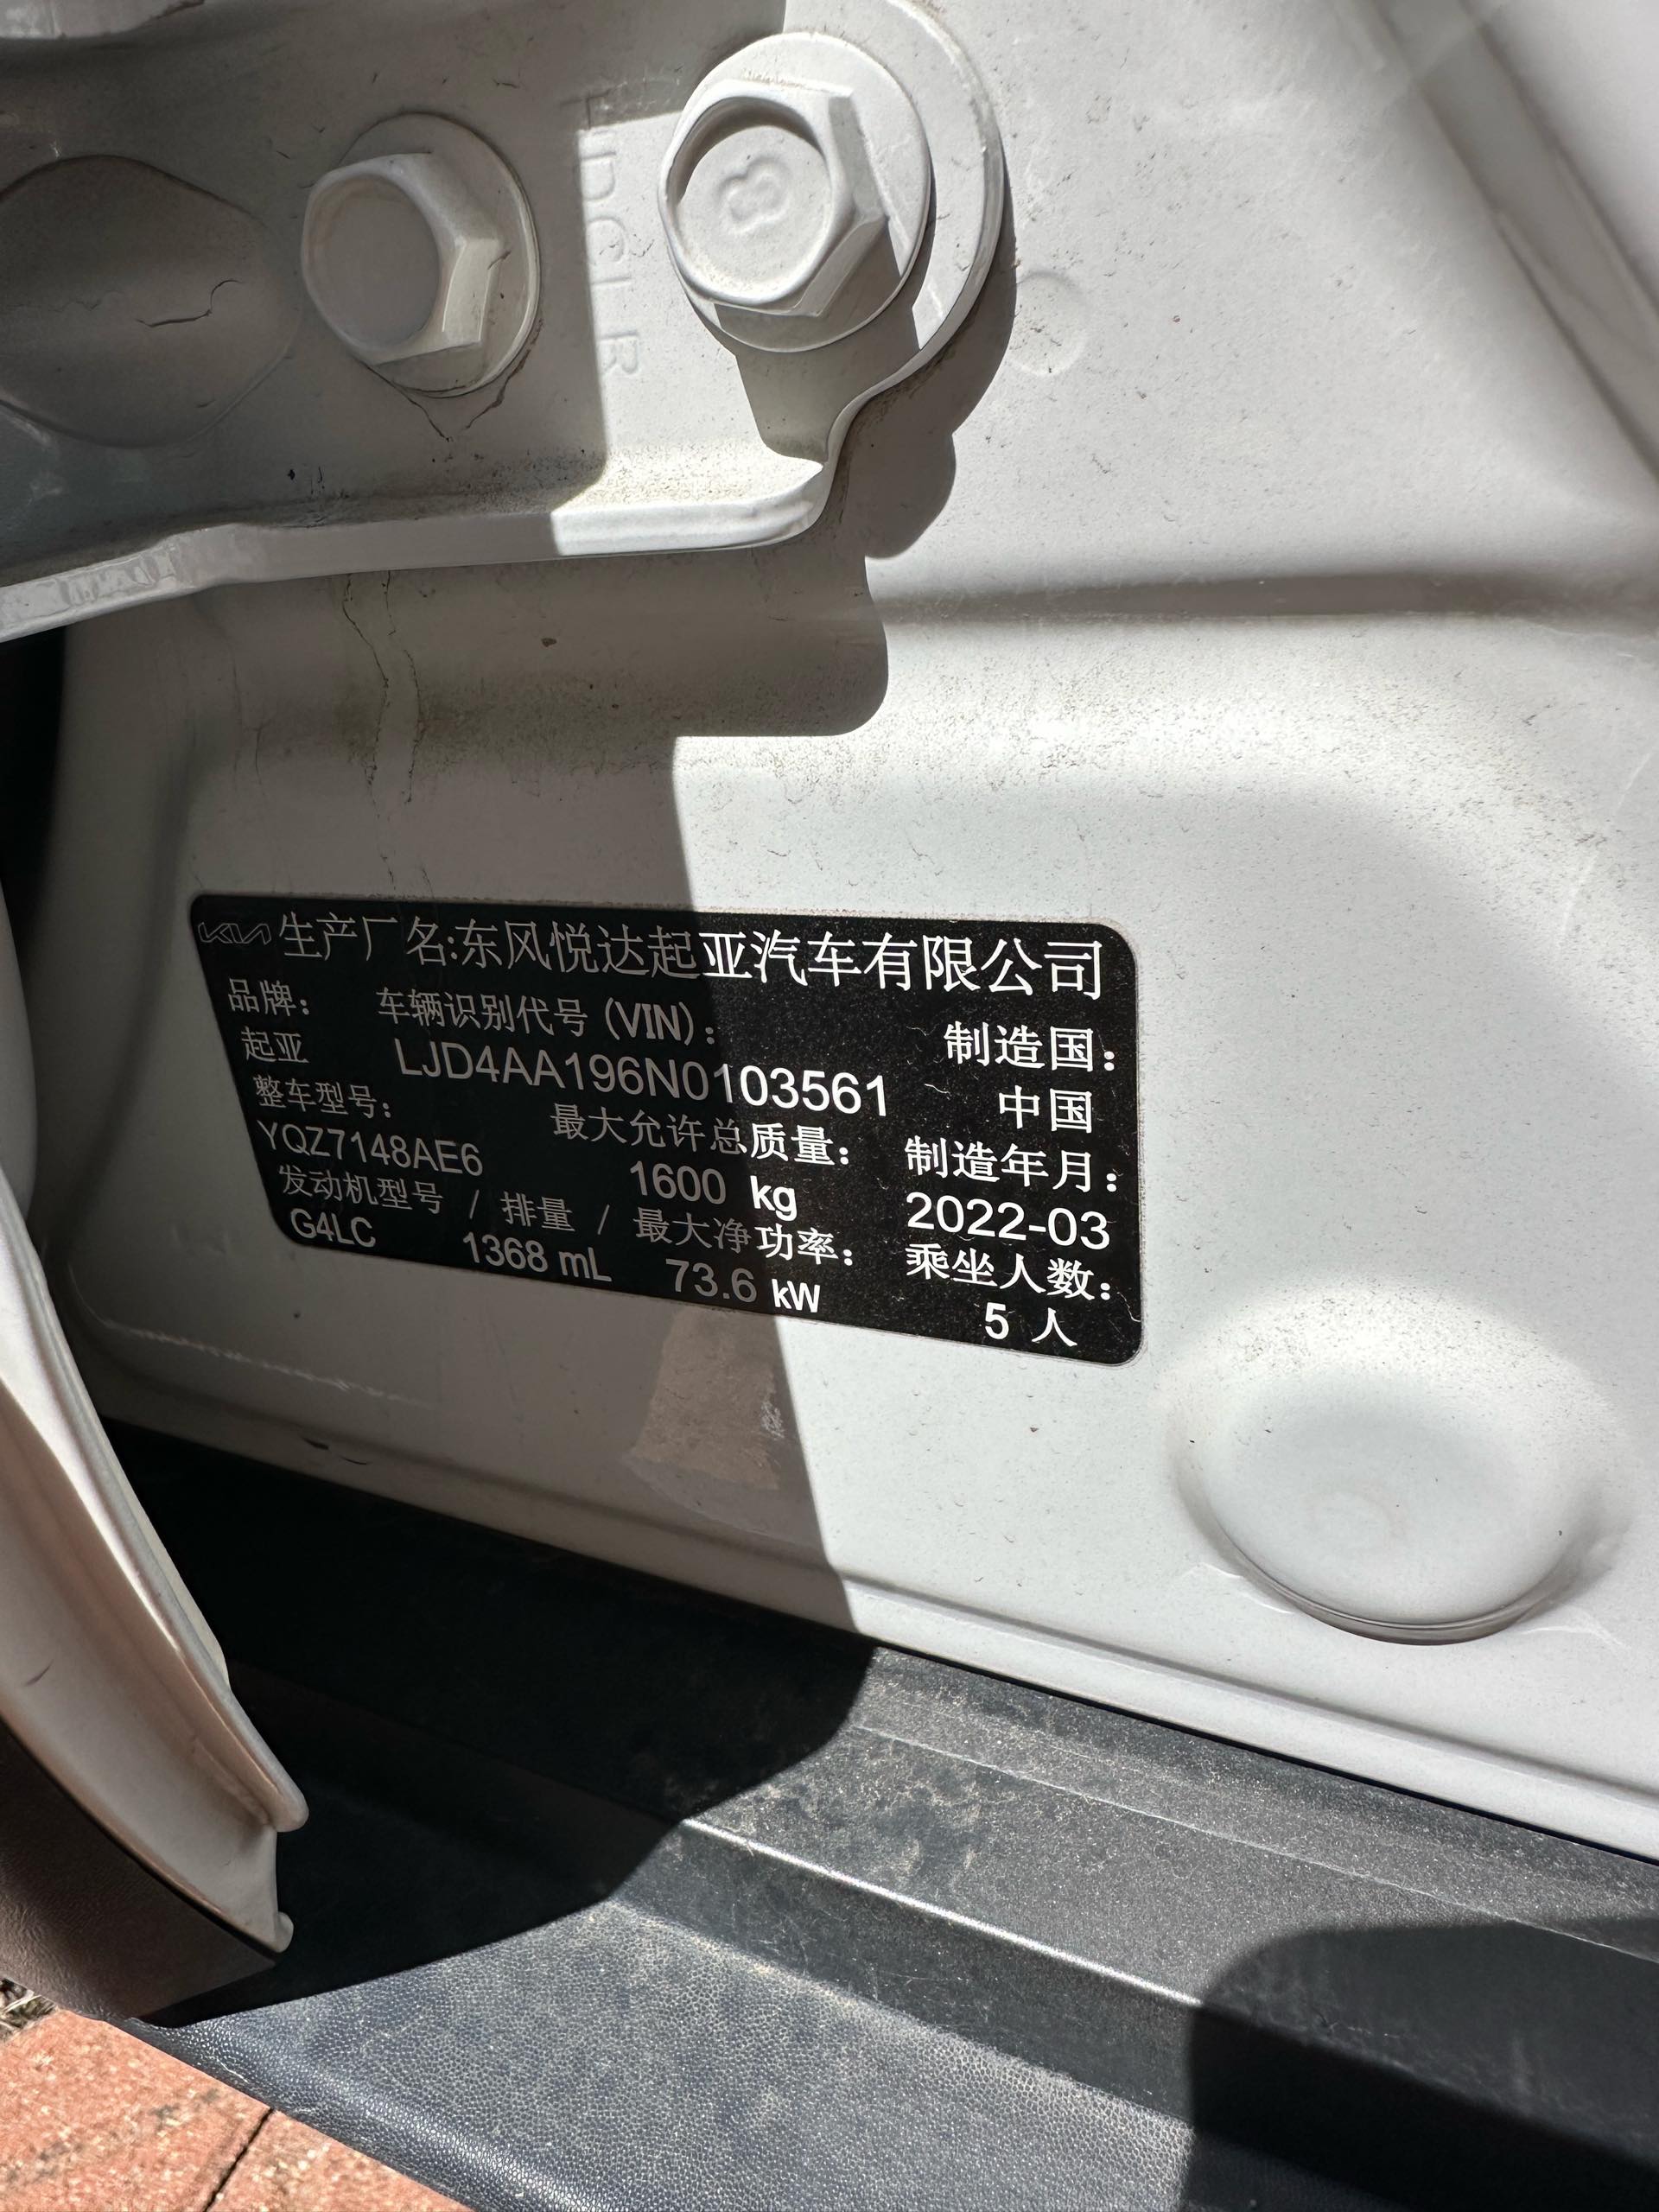 8
KIA 生产厂名:东风悦达起亚汽车有限公司
品牌: 车辆识别代号 (VIN): 制造国:
起亚 LJD4AA196N0103561 中国
整车型号: 最大允许总质量: 制造年月:
YQZ7148AE6 1600 kg 2022-03
发动机型号 / 排量 / 最大净功率: 乘坐人数:
G4LC 1368 mL 73.6 kW 5 人